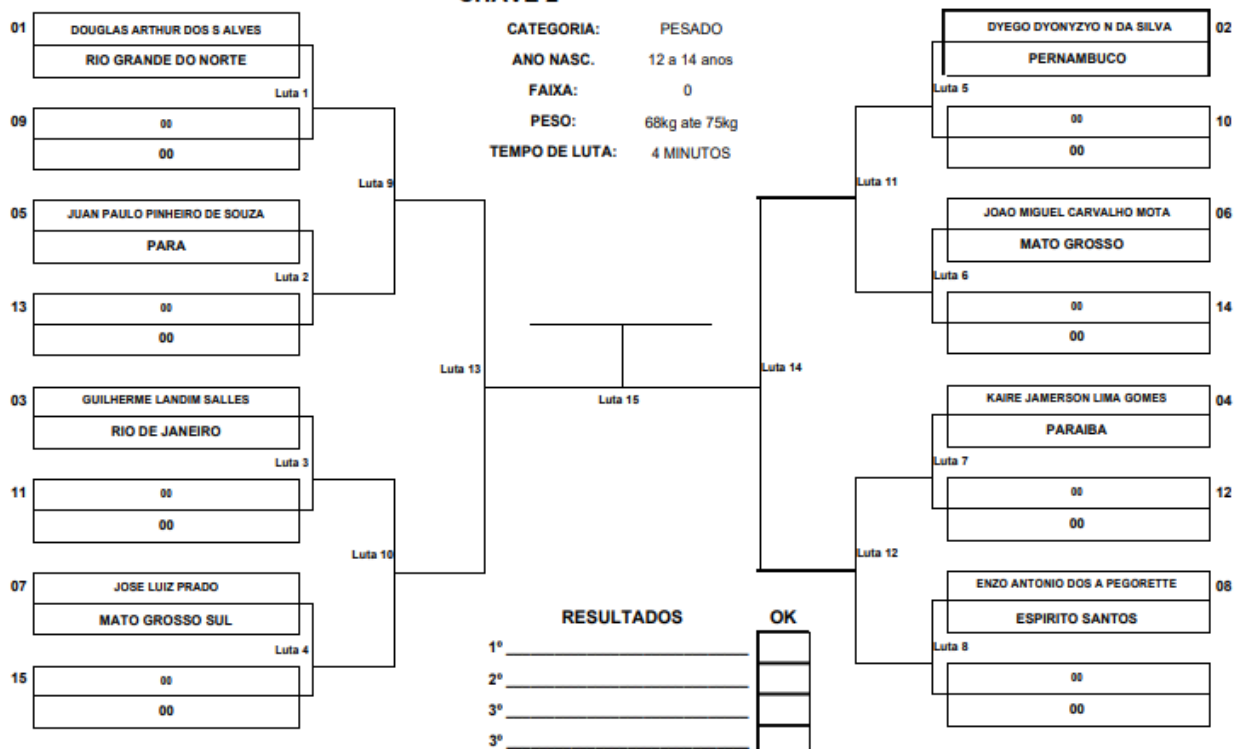 CATEGORIA: PESADO
ANO NASC. 12 a 14 anos
FAIXA: 0
PESO: 68kg ate 75kg
TEMPO DE LUTA: 4 MINUTOS
01 DOUGLAS ARTHUR DOS S ALVES
RIO GRANDE DO NORTE
Luta 1
09 00
00
Luta 9
05 JUAN PAULO PINHEIRO DE SOUZA
PARA
Luta 2
13 00
00
Luta 13
03 GUILHERME LANDIM SALLES
RIO DE JANEIRO
Luta 3
11 00
00
Luta 10
07 JOSE LUIZ PRADO
MATO GROSSO SUL
Luta 4
15 00
00
Luta 15
DYEGO DYONYZYO N DA SILVA 02
PERNAMBUCO
Luta 5
00 10
00
Luta 11
JOAO MIGUEL CARVALHO MOTA 06
MATO GROSSO
Luta 6
00 14
00
Luta 14
KAIRE JAMERSON LIMA GOMES 04
PARAIBA
Luta 7
00 12
00
Luta 12
ENZO ANTONIO DOS A PEGORETTE 08
ESPIRITO SANTOS
Luta 8
00
00
RESULTADOS OK
1º
2º
3º
3º